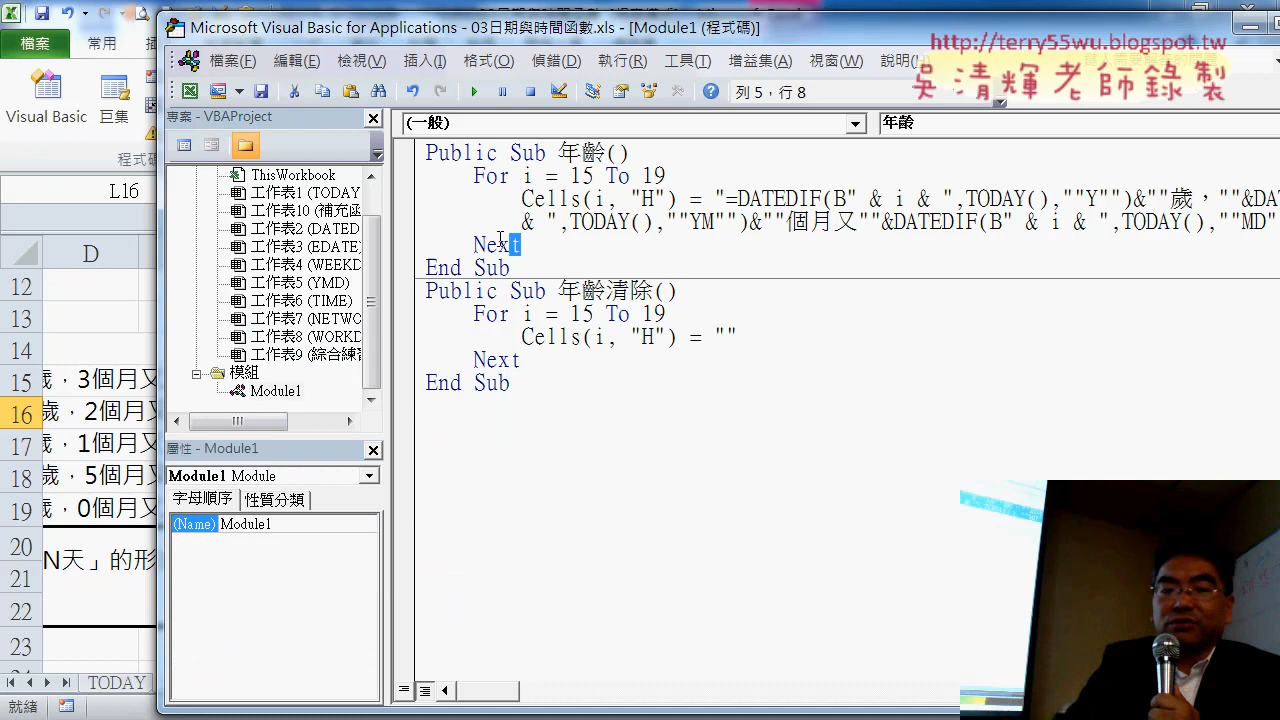 Microsoft Visual Basic for Applications - 03日期與時間函數.xls - [Module1 (程式碼)]
http://terry55wu.blogspot.tw
吳清輝老師錄製
檔案
常用
檔案(F) 編輯(E) 檢視(V) 插入(I) 格式(O) 偵錯(D) 執行(R) 工具(T) 增益集(A) 視窗(W) 說明(
列 5，行 8
Visual Basic
巨集
程式碼
L16
專案 - VBAProject
(一般)
年齡
ThisWorkbook
工作表1 (TODAY
工作表10 (補充函
工作表2 (DATED
工作表3 (EDATE
工作表4 (WEEKD
工作表5 (YMD)
工作表6 (TIME)
工作表7 (NETWO
工作表8 (WORKD
工作表9 (綜合練習
模組
Module1
屬性 - Module1
Module1 Module
字母順序 性質分類
(Name) Module1
Public Sub 年齡()
For i = 15 To 19
Cells(i, "H") = "=DATEDIF(B" & i & ",TODAY(),""Y"")&""歲，""&DATE
& ",TODAY(),""YM"")&""個月又""&DATEDIF(B" & i & ",TODAY(),""MD"
Next
End Sub
Public Sub 年齡清除()
For i = 15 To 19
Cells(i, "H") = ""
Next
End Sub
D
12
13
14
15 歲，3個月又
16 歲，2個月又
17 歲，1個月又
18 歲，5個月又
19 歲，0個月又
20
N天」的形
21
22
23
TODAY
就緒